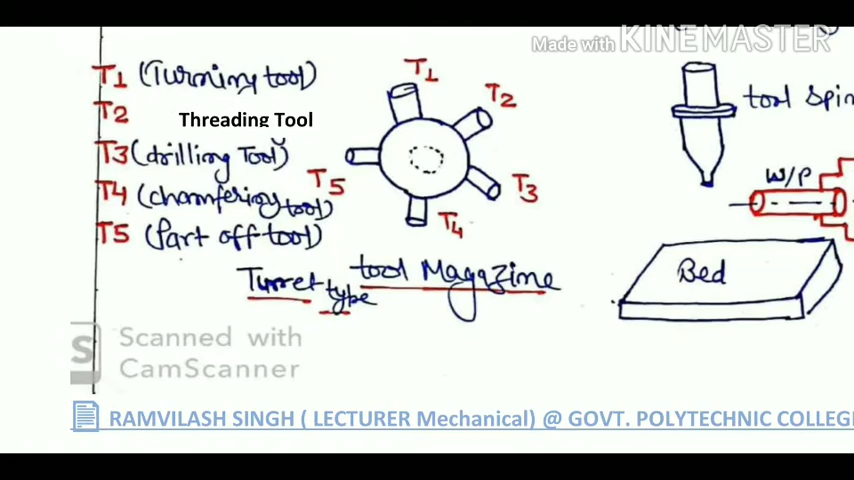 Made with KINEMASTER
T1 (Turning tool)
T2 Threading Tool
T3 (drilling Tool)
T4 (chamfering tool)
T5 (Part off tool)
T1
T2
T3
T4
T5
Turret type tool Magazine
tool Spin
W/P
Bed
S Scanned with
CamScanner
RAMVILASH SINGH ( LECTURER Mechanical) @ GOVT. POLYTECHNIC COLLEG